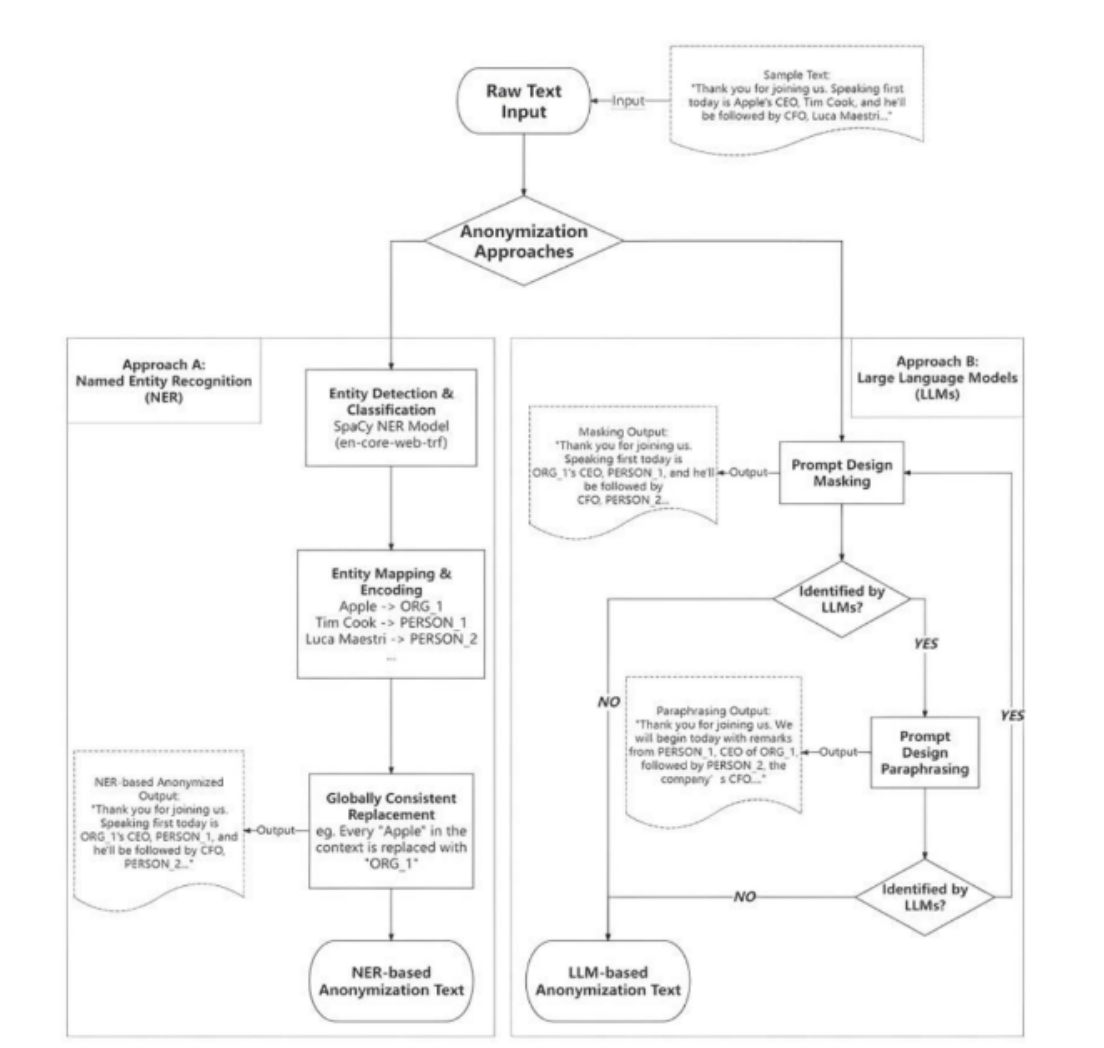 Raw Text
Input
Input
Sample Text:
"Thank you for joining us. Speaking first
today is Apple's CEO, Tim Cook, and he'll
be followed by CFO, Luca Maestri..."
Anonymization
Approaches
Approach A:
Named Entity Recognition
(NER)
Entity Detection &
Classification
SpaCy NER Model
(en-core-web-trf)
Entity Mapping &
Encoding
Apple -> ORG_1
Tim Cook -> PERSON_1
Luca Maestri -> PERSON_2
...
Globally Consistent
Replacement
eg. Every "Apple" in the
context is replaced with
"ORG_1"
Output
NER-based Anonymized
Output:
"Thank you for joining us.
Speaking first today is
ORG_1's CEO, PERSON_1, and
he'll be followed by CFO,
PERSON_2..."
NER-based
Anonymization Text
Approach B:
Large Language Models
(LLMs)
Prompt Design
Masking
Output
Masking Output:
"Thank you for joining us.
Speaking first today is
ORG_1's CEO, PERSON_1, and he'll
be followed by
CFO, PERSON_2...
Identified by
LLMs?
YES
NO
Prompt
Design
Paraphrasing
Output
Paraphrasing Output:
"Thank you for joining us. We
will begin today with remarks
from PERSON_1, CEO of ORG_1,
followed by PERSON_2, the
company's CFO...."
YES
Identified by
LLMs?
NO
LLM-based
Anonymization Text